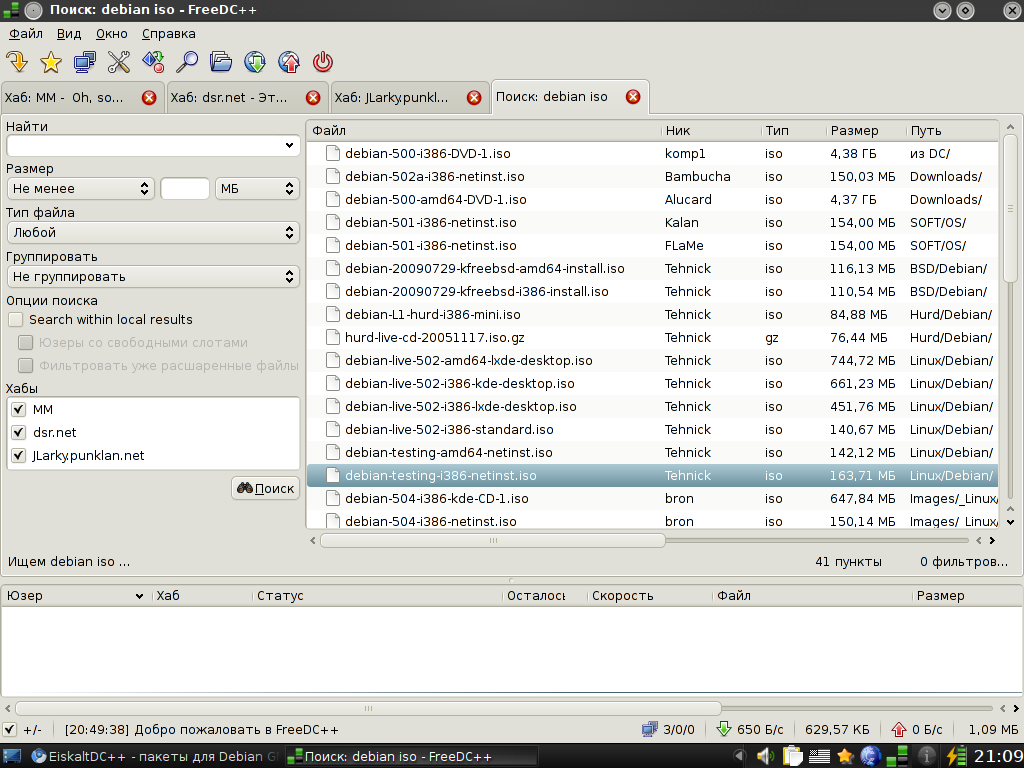 Поиск: debian iso - FreeDC++
Файл Вид Окно Справка
Хаб: MM - Oh, so... Хаб: dsr.net - Эт... Хаб: JLarky.punkl... Поиск: debian iso
Найти
Размер
Не менее МБ
Тип файла
Любой
Группировать
Не группировать
Опции поиска
Search within local results
Юзеры со свободными слотами
Фильтровать уже расшаренные файлы
Хабы
MM
dsr.net
JLarky.punklan.net
Поиск
Файл Ник Тип Размер Путь
debian-500-i386-DVD-1.iso komp1 iso 4,38 ГБ из DC/
debian-502a-i386-netinst.iso Bambucha iso 150,03 МБ Downloads/
debian-500-amd64-DVD-1.iso Alucard iso 4,37 ГБ Downloads/
debian-501-i386-netinst.iso Kalan iso 154,00 МБ SOFT/OS/
debian-501-i386-netinst.iso FLaMe iso 154,00 МБ SOFT/OS/
debian-20090729-kfreebsd-amd64-install.iso Tehnick iso 116,13 МБ BSD/Debian/
debian-20090729-kfreebsd-i386-install.iso Tehnick iso 110,54 МБ BSD/Debian/
debian-L1-hurd-i386-mini.iso Tehnick iso 84,88 МБ Hurd/Debian/
hurd-live-cd-20051117.iso.gz Tehnick gz 76,44 МБ Hurd/Debian/
debian-live-502-amd64-lxde-desktop.iso Tehnick iso 744,72 МБ Linux/Debian/
debian-live-502-i386-kde-desktop.iso Tehnick iso 661,23 МБ Linux/Debian/
debian-live-502-i386-lxde-desktop.iso Tehnick iso 451,76 МБ Linux/Debian/
debian-live-502-i386-standard.iso Tehnick iso 140,67 МБ Linux/Debian/
debian-testing-amd64-netinst.iso Tehnick iso 142,12 МБ Linux/Debian/
debian-testing-i386-netinst.iso Tehnick iso 163,71 МБ Linux/Debian/
debian-504-i386-kde-CD-1.iso bron iso 647,84 МБ Images/_Linux/
debian-504-i386-netinst.iso bron iso 150,14 МБ Images/_Linux/
Ищем debian iso ... 41 пункты 0 фильтров...
Юзер Хаб Статус Осталось Скорость Файл Размер
+/- [20:49:38] Добро пожаловать в FreeDC++ 3/0/0 650 Б/с 629,57 КБ 0 Б/с 1,09 МБ
EiskaltDC++ - пакеты для Debian G Поиск: debian iso - FreeDC++ 21:09